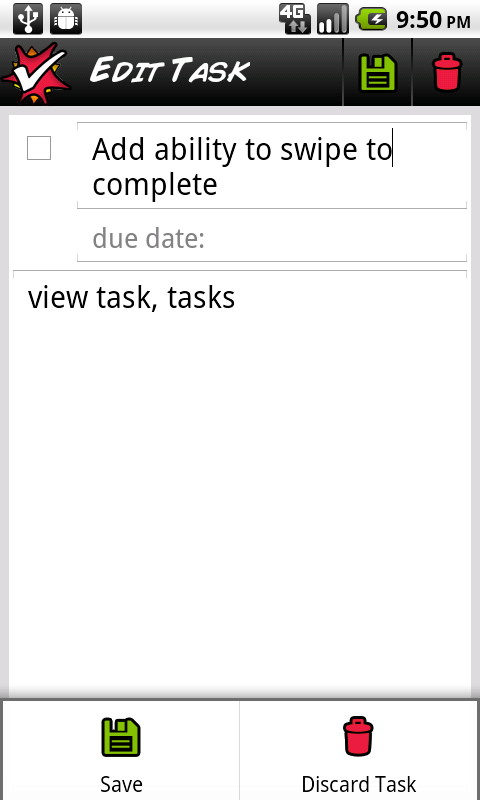 4G
9:50 PM
EDIT TASK
Add ability to swipe to
complete
due date:
view task, tasks
Save
Discard Task